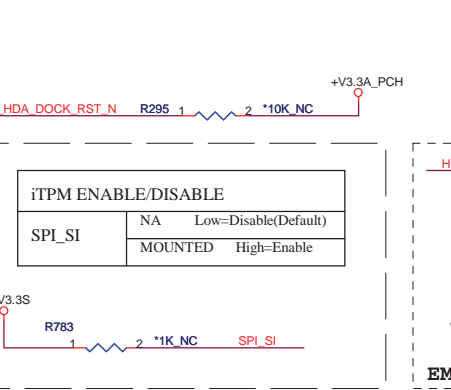 +V3.3A_PCH
HDA_DOCK_RST_N R295 1 2 *10K_NC
iTPM ENABLE/DISABLE
SPI_SI
NA Low=Disable(Default)
MOUNTED High=Enable
V3.3S
R783
1 2 *1K_NC SPI_SI
H
EM